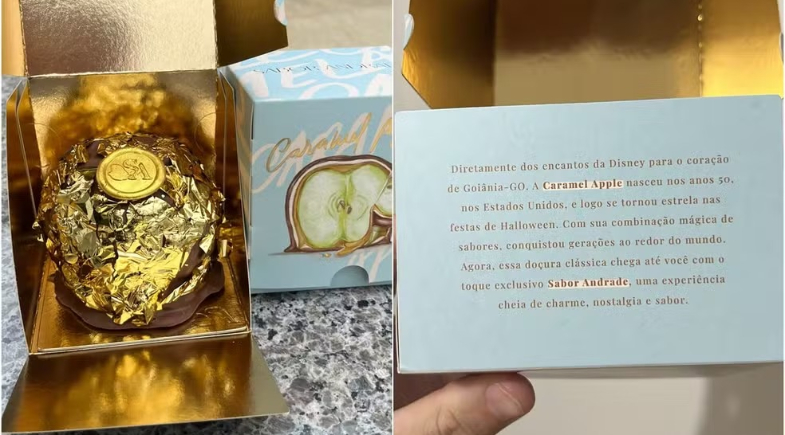 SABOR ANDRA
Caramel
Diretamente dos encantos da Disney para o coração
de Goiânia-GO, A Caramel Apple nasceu nos anos 50,
nos Estados Unidos, e logo se tornou estrela nas
festas de Halloween. Com sua combinação mágica de
sabores, conquistou gerações ao redor do mundo.
Agora, essa doçura clássica chega até você com o
toque exclusivo Sabor Andrade, uma experiência
cheia de charme, nostalgia e sabor.